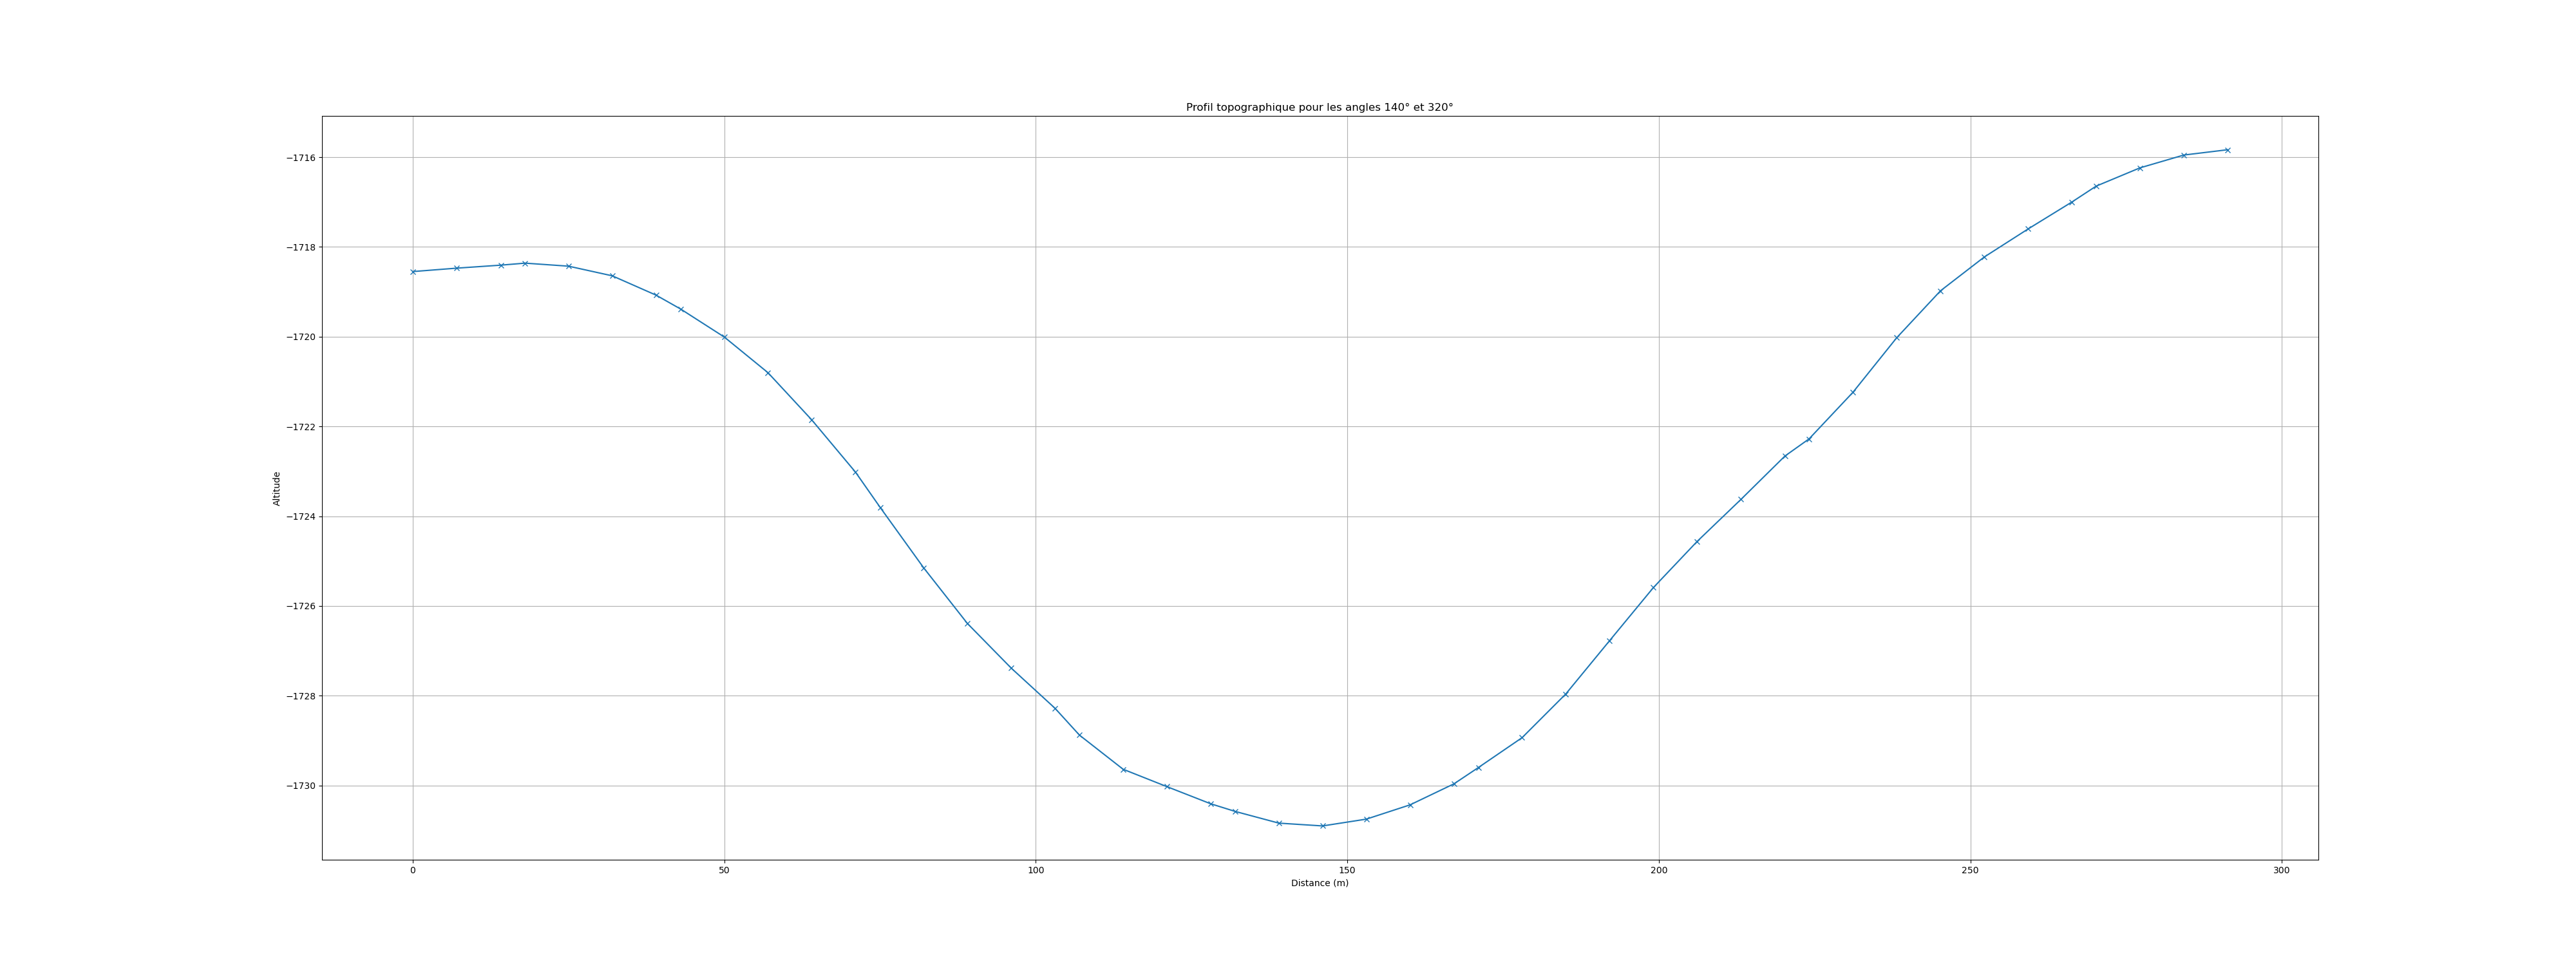 Profil topographique pour les angles 140° et 320°
Altitude
−1716
−1718
−1720
−1722
−1724
−1726
−1728
−1730
0 50 100 150 200 250 300
Distance (m)